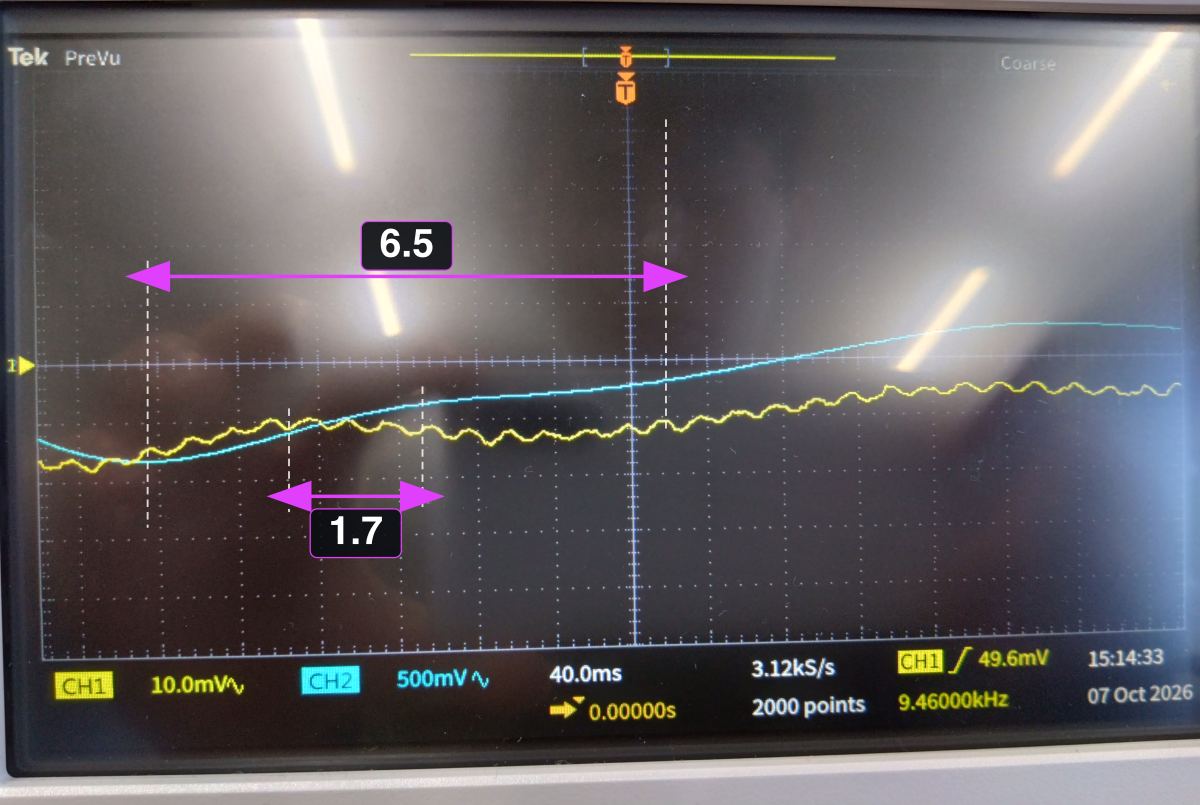 Tek PreVu
T
T
Coarse
6.5
1
1.7
CH1 10.0mV CH2 500mV 40.0ms 3.12kS/s CH1 49.6mV 15:14:33
0.00000s 2000 points 9.46000kHz 07 Oct 2026